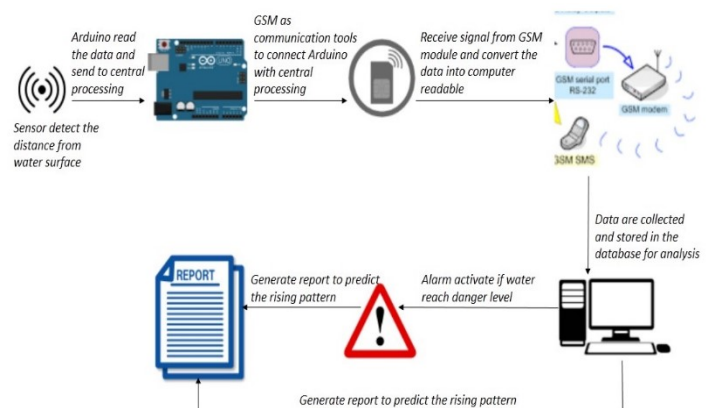 Arduino read
the data and
send to central
processing
GSM as
communication tools
to connect Arduino
with central
processing
Receive signal from GSM
module and convert the
data into computer
readable
Sensor detect the
distance from
water surface
UNO
GSM serial port
RS-232
GSM modem
GSM SMS
Data are collected
and stored in the
database for analysis
REPORT
Generate report to predict
the rising pattern
Alarm activate if water
reach danger level
Generate report to predict the rising pattern